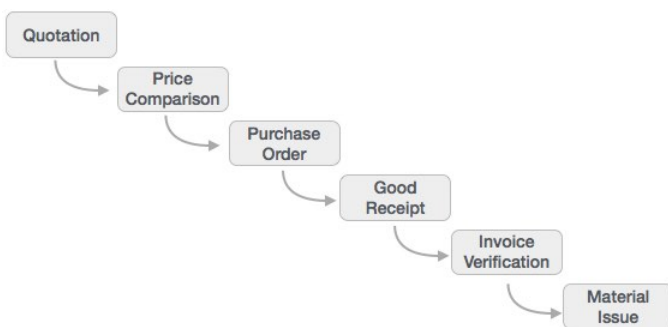 Quotation
Price
Comparison
Purchase
Order
Good
Receipt
Invoice
Verification
Material
Issue